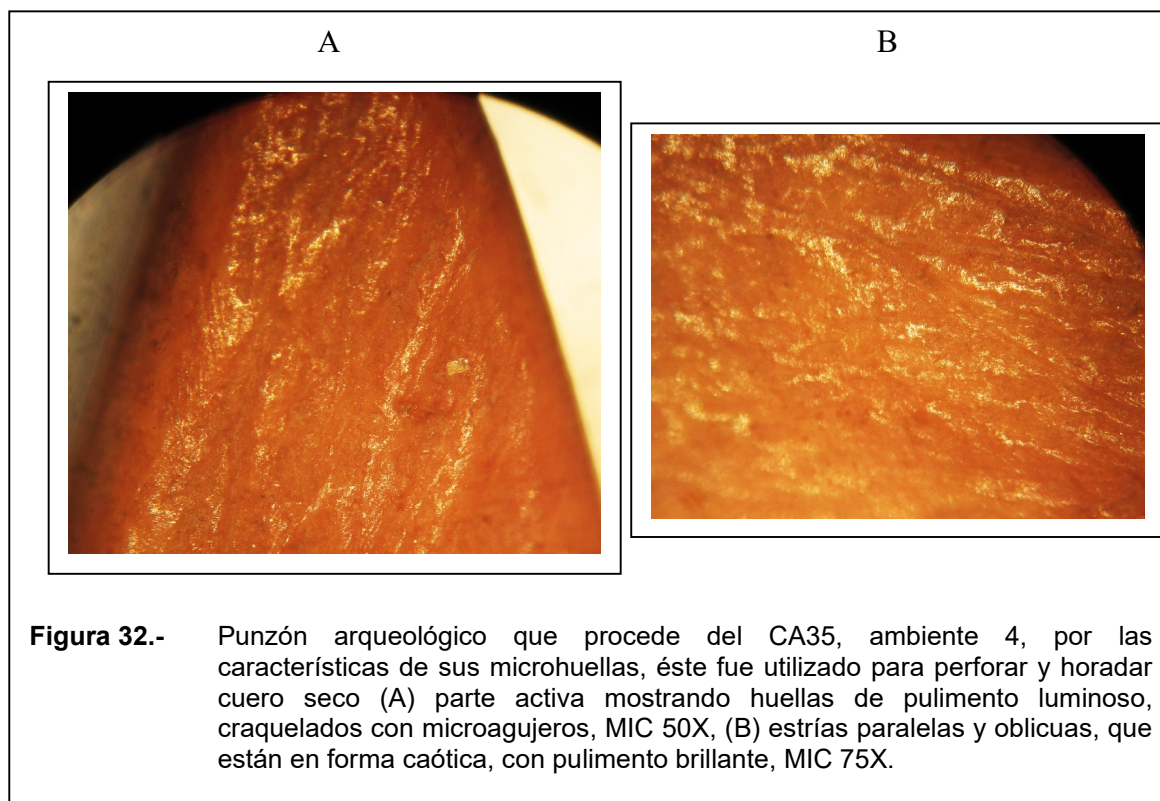 A
B
Figura 32.- Punzón arqueológico que procede del CA35, ambiente 4, por las
características de sus microhuellas, éste fue utilizado para perforar y horadar
cuero seco (A) parte activa mostrando huellas de pulimento luminoso,
craquelados con microagujeros, MIC 50X, (B) estrías paralelas y oblicuas, que
están en forma caótica, con pulimento brillante, MIC 75X.